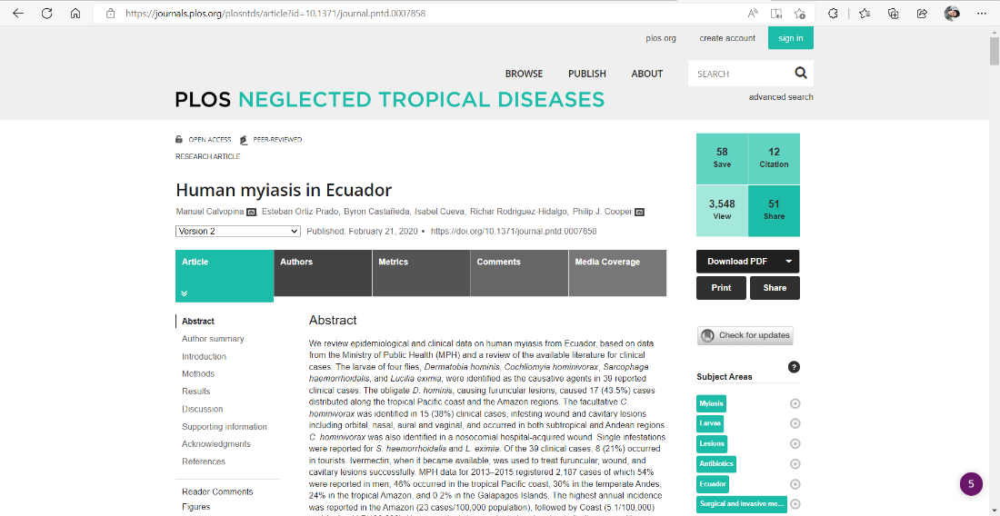 https://journals.plos.org/plosntds/article?id=10.1371/journal.pntd.0007858
plos.org create account sign in
BROWSE PUBLISH ABOUT SEARCH
advanced search
PLOS NEGLECTED TROPICAL DISEASES
OPEN ACCESS PEER-REVIEWED
RESEARCH ARTICLE
Human myiasis in Ecuador
Manuel Calvopina, Esteban Ortiz-Prado, Byron Castañeda, Isabel Cueva, Richar Rodriguez-Hidalgo, Philip J. Cooper
Version 2 Published: February 21, 2020 • https://doi.org/10.1371/journal.pntd.0007858
58 Save
12 Citation
3,548 View
51 Share
Article Authors Metrics Comments Media Coverage
Download PDF
Print Share
Check for updates
Abstract
Author summary
Introduction
Methods
Results
Discussion
Supporting information
Acknowledgments
References
Reader Comments
Figures
Abstract
We review epidemiological and clinical data on human myiasis from Ecuador, based on data
from the Ministry of Public Health (MPH) and a review of the available literature for clinical
cases. The larvae of four flies, Dermatobia hominis, Cochliomyia hominivorax, Sarcophaga
haemorrhoidalis, and Lucilia eximia, were identified as the causative agents in 39 reported
clinical cases. The obligate D. hominis, causing furuncular lesions, caused 17 (43.5%) cases
distributed along the tropical Pacific coast and the Amazon regions. The facultative C.
hominivorax was identified in 15 (38%) clinical cases, infesting wound and cavitary lesions
including orbital, nasal, aural and vaginal, and occurred in both subtropical and Andean regions.
C. hominivorax was also identified in a nosocomial hospital-acquired wound. Single infestations
were reported for S. haemorrhoidalis and L. eximia. Of the 39 clinical cases, 8 (21%) occurred
in tourists. Ivermectin, when it became available, was used to treat furuncular, wound, and
cavitary lesions successfully. MPH data for 2013–2015 registered 2,187 cases of which 54%
were reported in men; 46% occurred in the tropical Pacific coast, 30% in the temperate Andes,
24% in the tropical Amazon, and 0.2% in the Galapagos Islands. The highest annual incidence
was reported in the Amazon (23 cases/100,000 population), followed by Coast (5.1/100,000)
Subject Areas ?
Myiasis
Larvae
Lesions
Antibiotics
Ecuador
Surgical and invasive me...
5